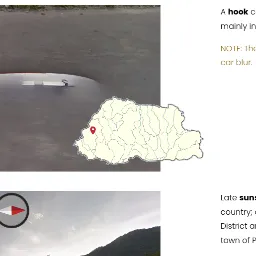 A hook c
mainly in
NOTE: The
car blur.
Late suns
country;
District a
town of P